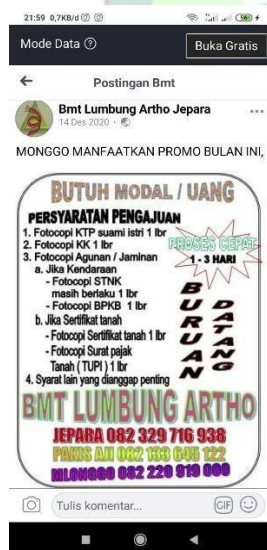 21:59 0,7KB/d
Mode Data
Buka Gratis
Postingan Bmt
Bmt Lumbung Artho Jepara
14 Des 2020
MONGGO MANFAATKAN PROMO BULAN INI,
BUTUH MODAL / UANG
PERSYARATAN PENGAJUAN
1. Fotocopi KTP suami istri 1 lbr
2. Fotocopi KK 1 lbr
3. Fotocopi Agunan / Jaminan
a. Jika Kendaraan
- Fotocopi STNK
masih berlaku 1 lbr
- Fotocopi BPKB 1 lbr
b. Jika Sertifikat tanah
- Fotocopi Sertifikat tanah 1 lbr
- Fotocopi Surat pajak
Tanah ( TUPI ) 1 lbr
4. Syarat lain yang dianggap penting
PROSES CEPAT
1 - 3 HARI
BURUAN
DATANG
BMT LUMBUNG ARTHO
JEPARA 082 329 716 938
PAKIS AJI 082 133 645 122
MLONGGO 082 220 919 000
Tulis komentar...
GIF